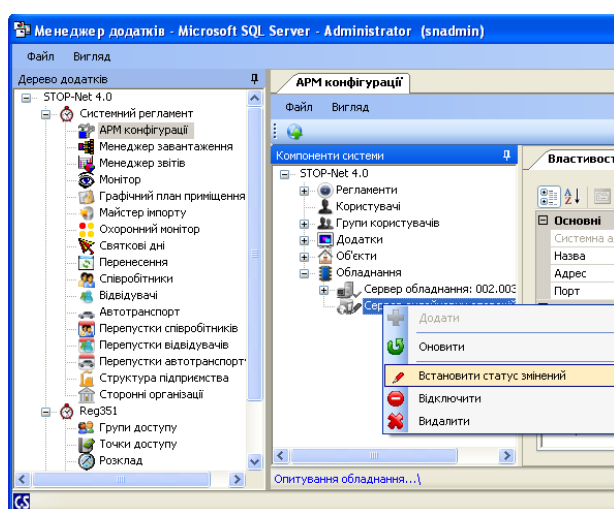 Менеджер додатків - Microsoft SQL Server - Administrator (snadmin)
Файл Вигляд
Дерево додатків
STOP-Net 4.0
Системний регламент
АРМ конфігурації
Менеджер завантаження
Менеджер звітів
Монітор
Графічний план приміщення
Майстер імпорту
Охоронний монітор
Святкові дні
Перенесення
Співробітники
Відвідувачі
Автотранспорт
Перепустки співробітників
Перепустки відвідувачів
Перепустки автотранспорт
Структура підприємства
Сторонні організації
Reg351
Групи доступу
Точки доступу
Розклад
АРМ конфігурації
Файл Вигляд
Компоненти системи
STOP-Net 4.0
Регламенти
Користувачі
Групи користувачів
Додатки
Об'єкти
Обладнання
Сервер обладнання: 002.003
Додати
Оновити
Встановити статус змінений
Відключити
Видалити
Властивост
Основні
Системна а
Назва
Адрес
Порт
Опитування обладнання...\